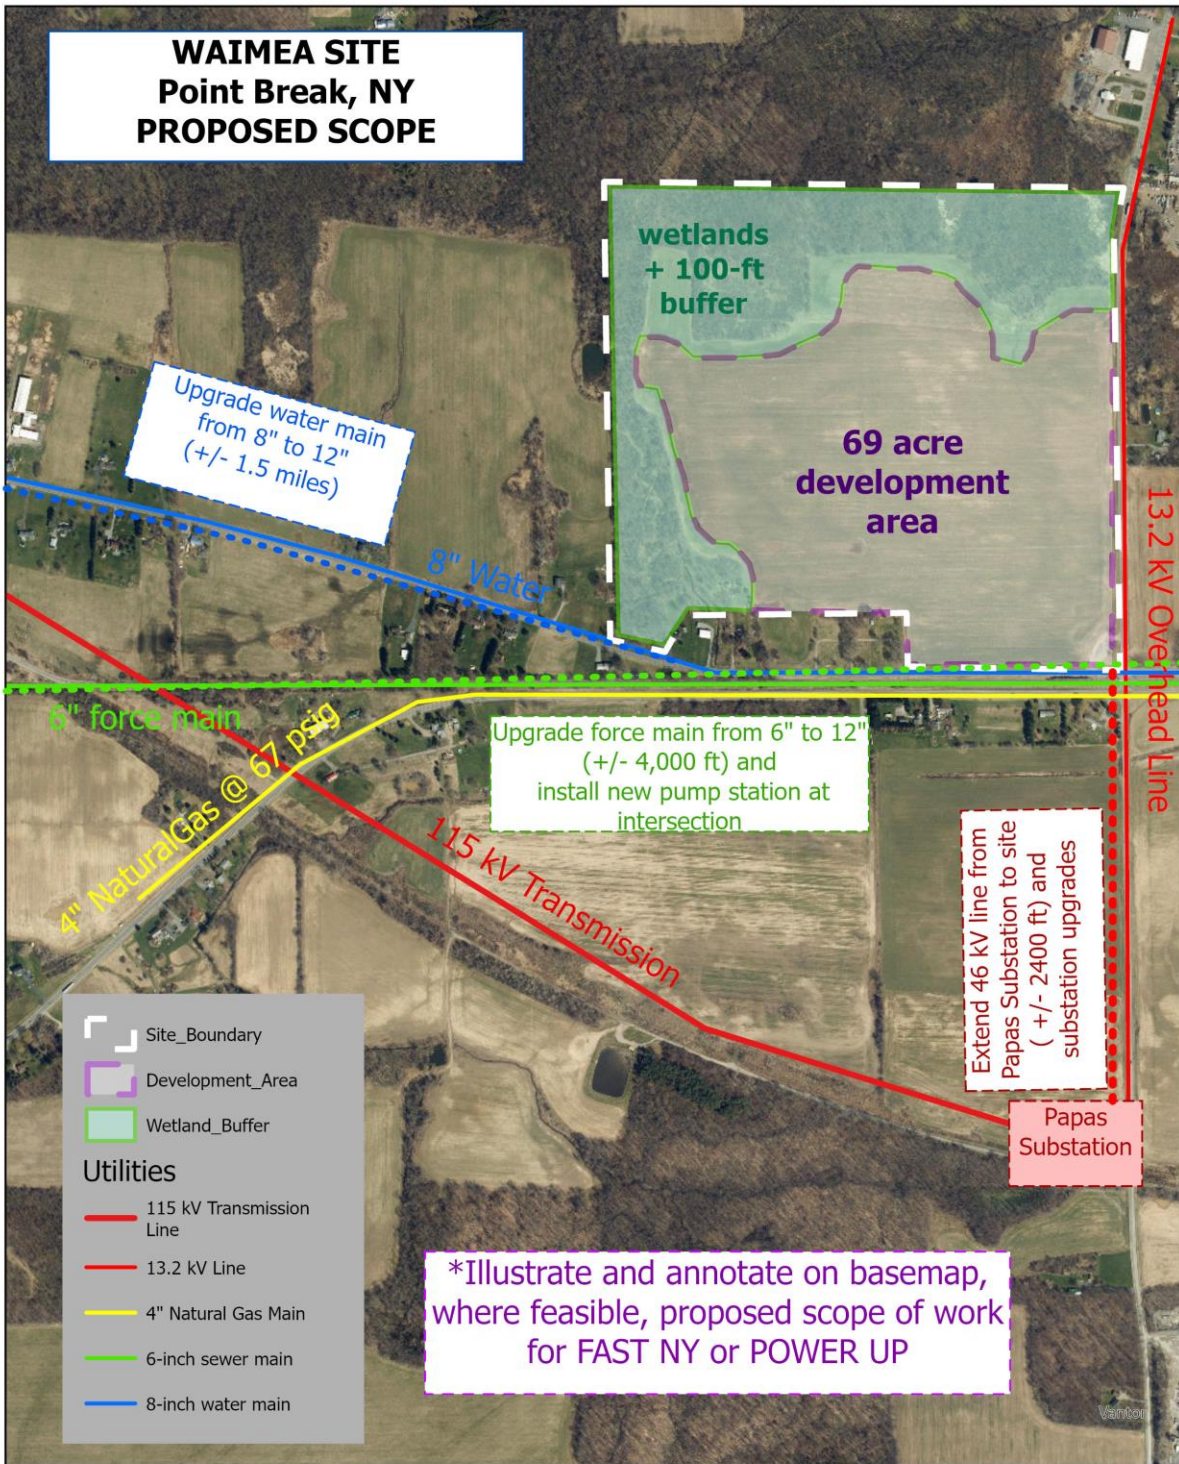 WAIMEA SITE
Point Break, NY
PROPOSED SCOPE
wetlands
+ 100-ft
buffer
Upgrade water main
from 8" to 12"
(+/- 1.5 miles)
69 acre
development
area
13.2 kV Overhead Line
8" Water
6" force main
4" NaturalGas @ 67 psig
Upgrade force main from 6" to 12"
(+/- 4,000 ft) and
install new pump station at
intersection
115 kV Transmission
Extend 46 kV line from
Papas Substation to site
( +/- 2400 ft) and
substation upgrades
Papas
Substation
Site_Boundary
Development_Area
Wetland_Buffer
Utilities
115 kV Transmission
Line
13.2 kV Line
4" Natural Gas Main
6-inch sewer main
8-inch water main
*Illustrate and annotate on basemap,
where feasible, proposed scope of work
for FAST NY or POWER UP
Vantor